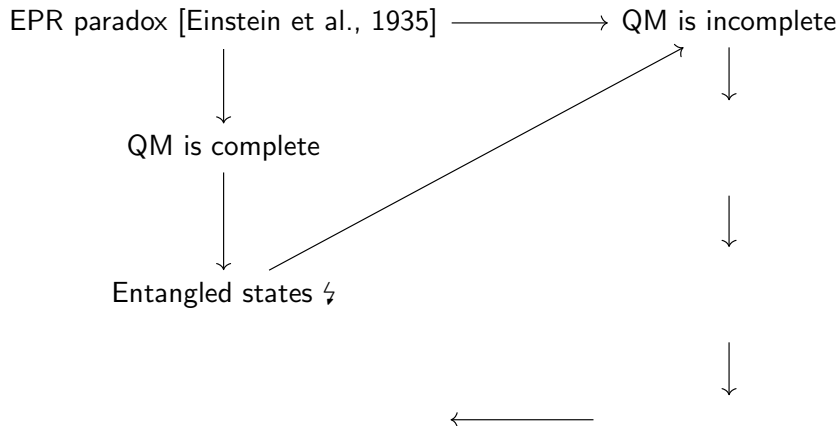 EPR paradox [Einstein et al., 1935]
QM is incomplete
QM is complete
Entangled states ↯